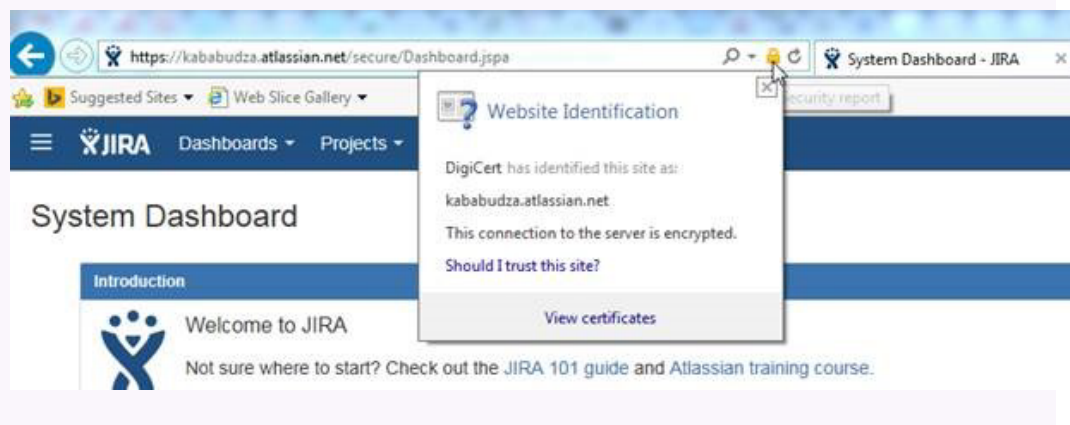 https://kababudza.atlassian.net/secure/Dashboard.jspa
System Dashboard - JIRA
Suggested Sites
Web Slice Gallery
ecurity report
Website Identification
JIRA Dashboards Projects
DigiCert has identified this site as:
kababudza.atlassian.net
This connection to the server is encrypted.
Should I trust this site?
View certificates
System Dashboard
Introduction
Welcome to JIRA
Not sure where to start? Check out the JIRA 101 guide and Atlassian training course.